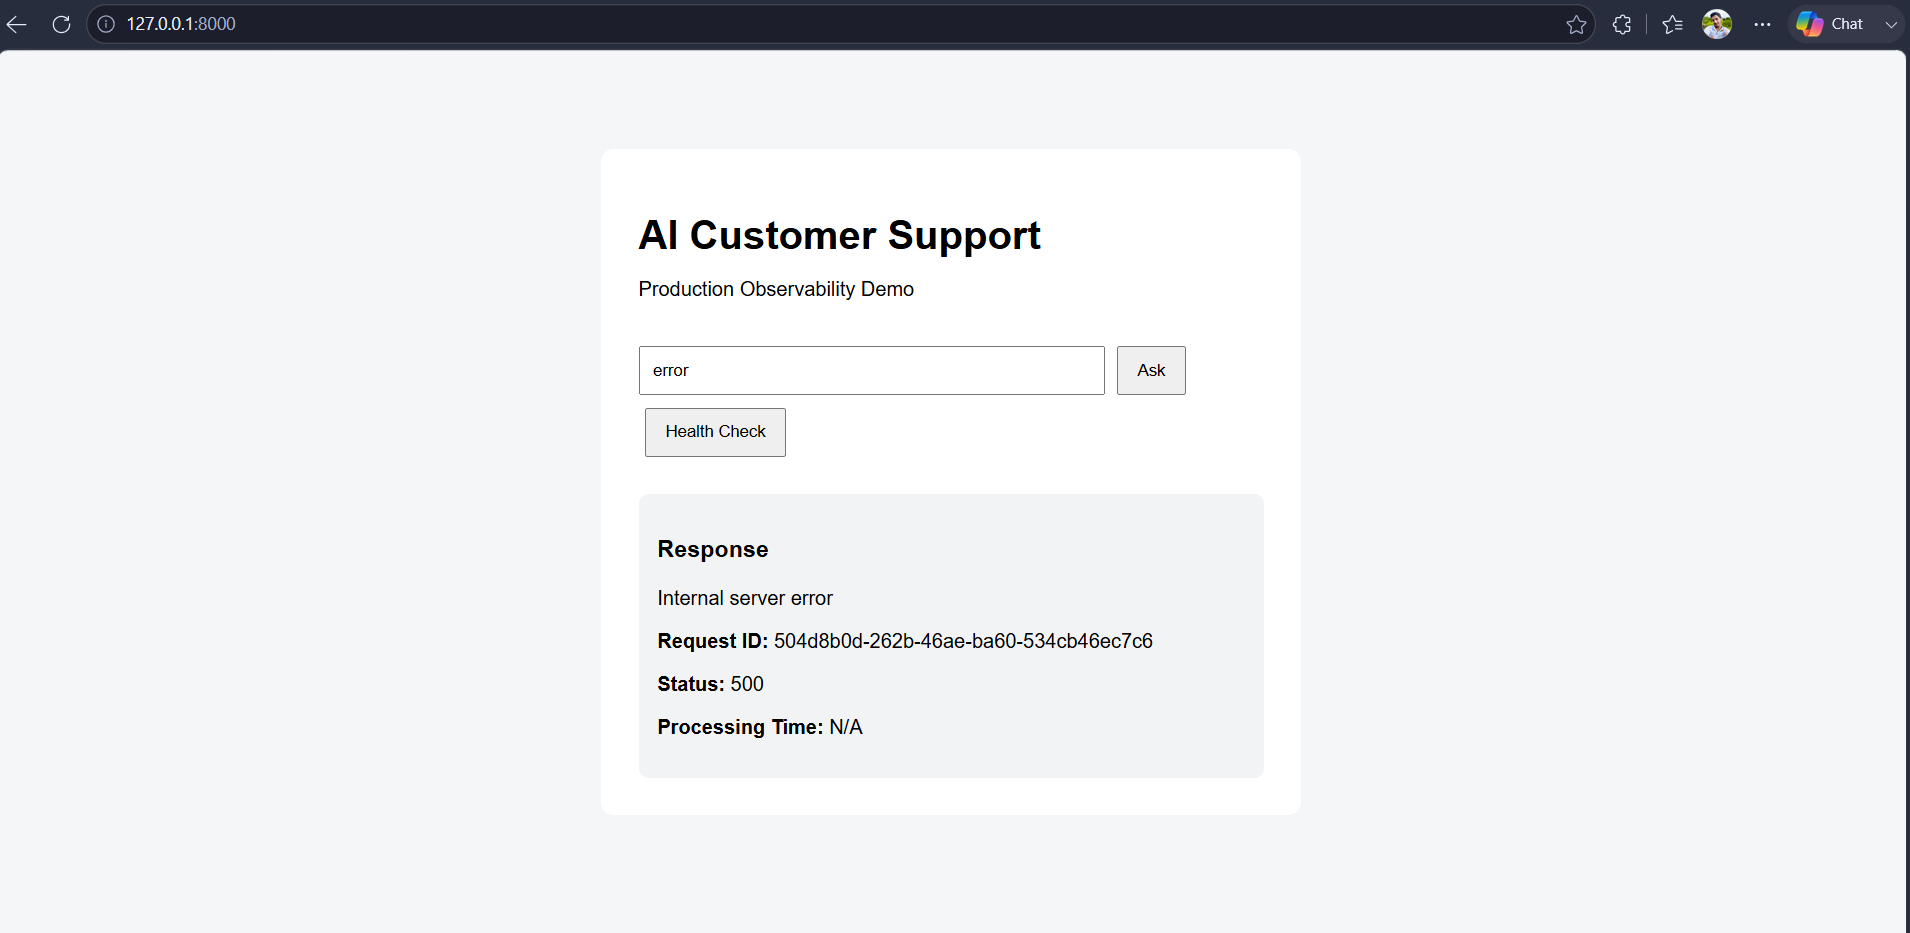 127.0.0.1:8000
Chat
AI Customer Support
Production Observability Demo
error
Ask
Health Check
Response
Internal server error
Request ID: 504d8b0d-262b-46ae-ba60-534cb46ec7c6
Status: 500
Processing Time: N/A